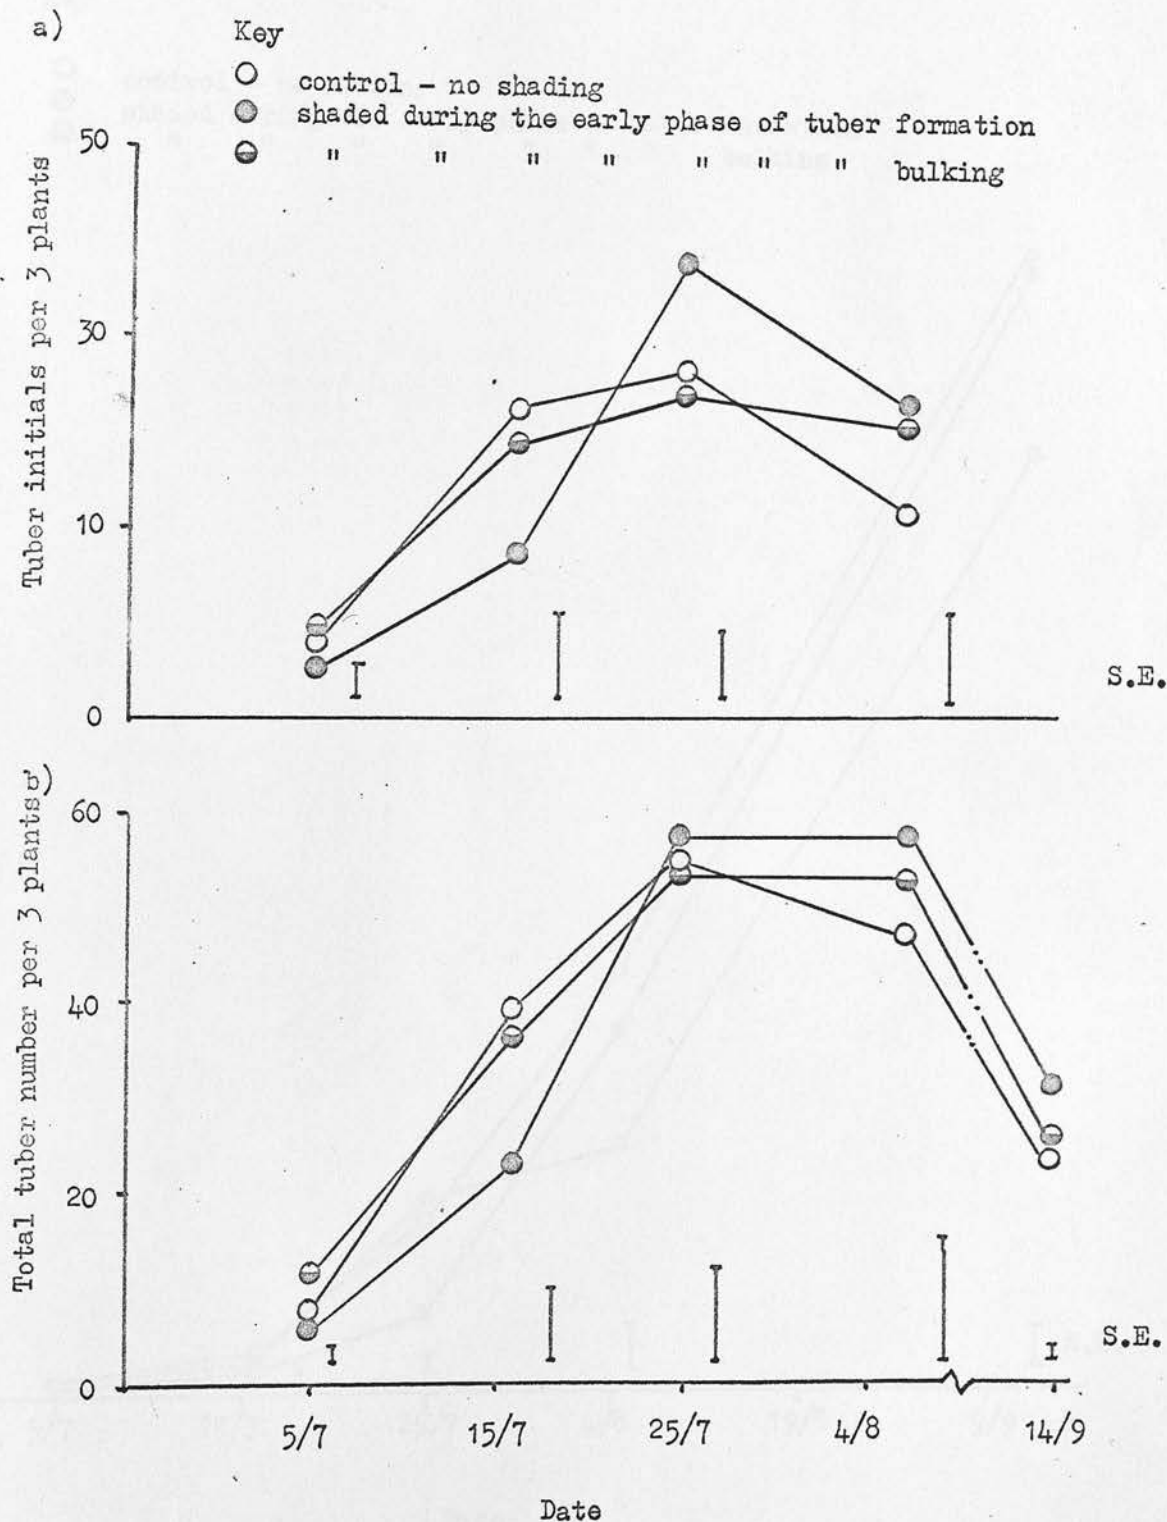 a)
Key
control - no shading
shaded during the early phase of tuber formation
" " " " " " " bulking
Tuber initials per 3 plants
50
30
10
0
S.E.
Total tuber number per 3 plants
60
40
20
0
S.E.
5/7 15/7 25/7 4/8 14/9
Date